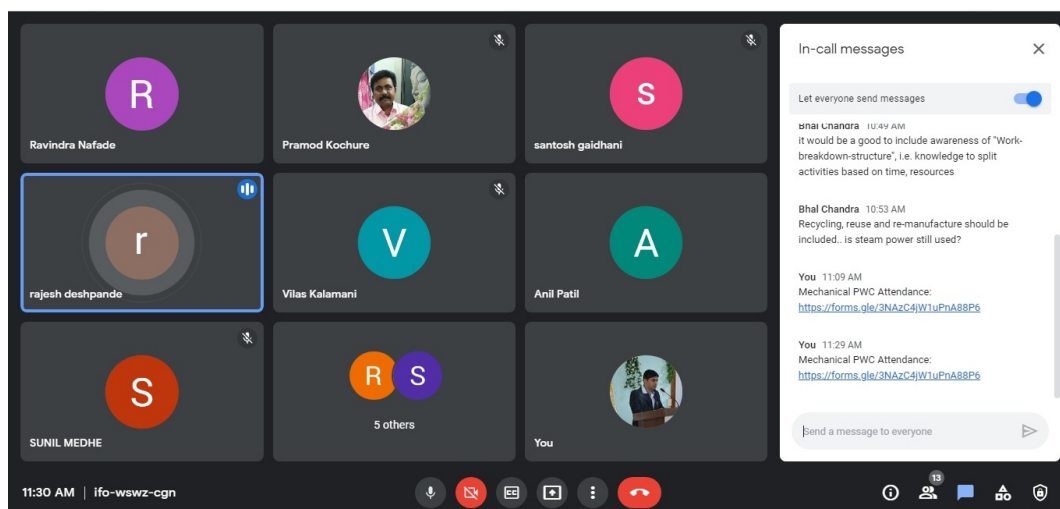 R
Ravindra Nafade
Pramod Kochure
s
santosh gaidhani
r
rajesh deshpande
V
Vilas Kalamani
A
Anil Patil
S
SUNIL MEDHE
R S
5 others
You
In-call messages
Let everyone send messages
Bhal Chandra 10:49 AM
it would be a good to include awareness of "Work-
breakdown-structure", i.e. knowledge to split
activities based on time, resources
Bhal Chandra 10:53 AM
Recycling, reuse and re-manufacture should be
included.. is steam power still used?
You 11:09 AM
Mechanical PWC Attendance:
https://forms.gle/3NAzC4jW1uPnA88P6
You 11:29 AM
Mechanical PWC Attendance:
https://forms.gle/3NAzC4jW1uPnA88P6
Send a message to everyone
11:30 AM | ifo-wswz-cgn
CC
13